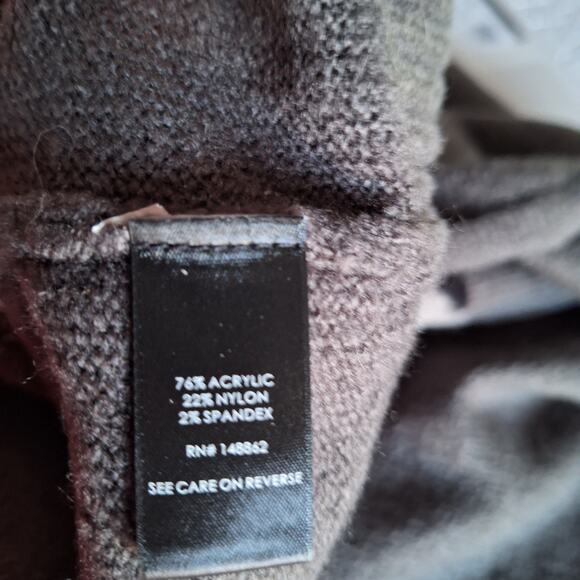 76% ACRYLIC
22% NYLON
2% SPANDEX
RN# 148862
SEE CARE ON REVERSE